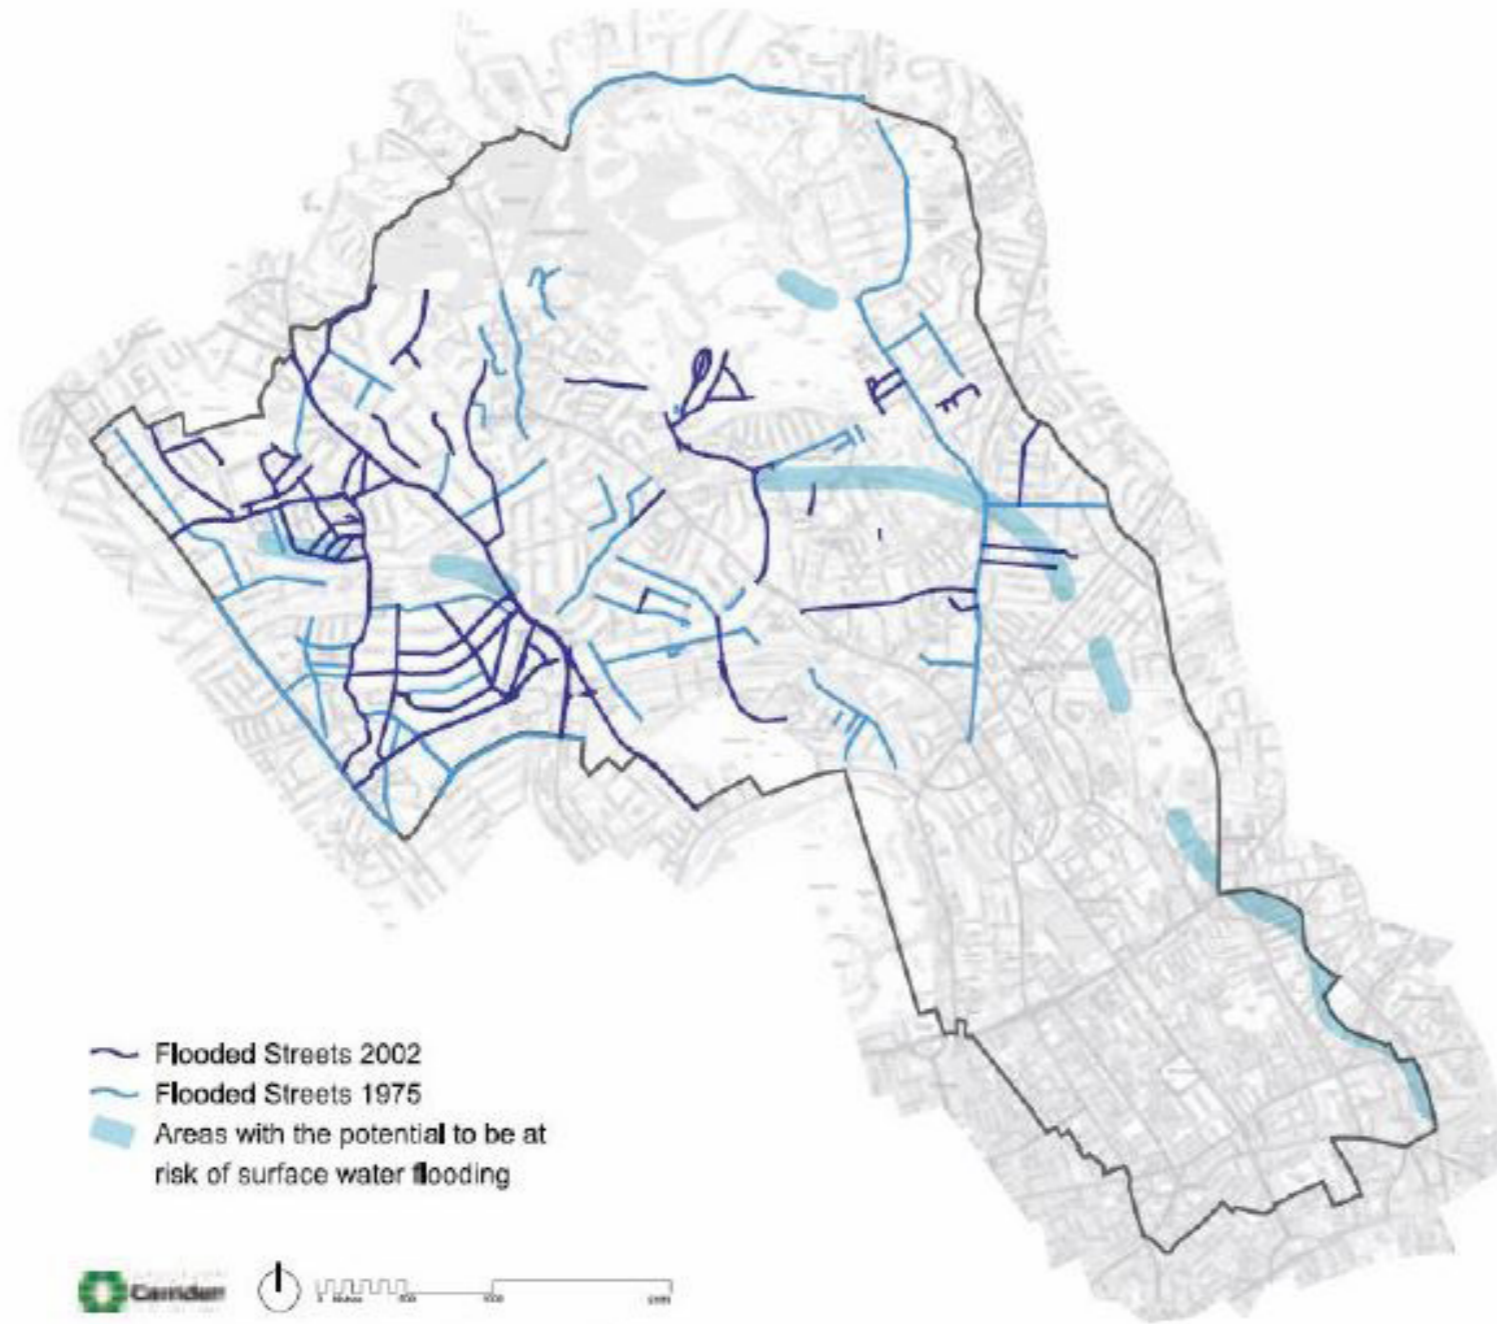 Flooded Streets 2002
Flooded Streets 1975
Areas with the potential to be at
risk of surface water flooding
Camden